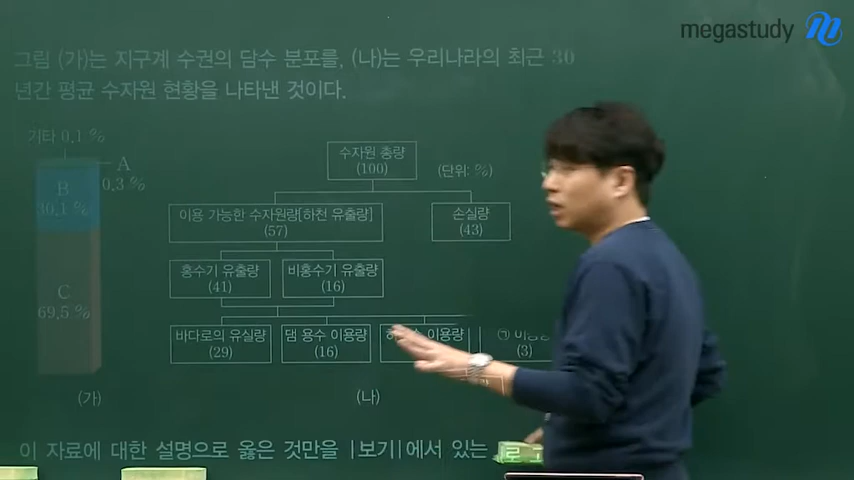 megastudy
그림 (가)는 지구계 수권의 담수 분포를, (나)는 우리나라의 최근 30
년간 평균 수자원 현황을 나타낸 것이다.
기타 0.1 %
A
0.3 %
B
30.1 %
C
69.5 %
(가)
수자원 총량
(100)
(단위: %)
이용 가능한 수자원량[하천 유출량]
(57)
손실량
(43)
홍수기 유출량
(41)
비홍수기 유출량
(16)
바다로의 유실량
(29)
댐 용수 이용량
(16)
이용량
㉠
(3)
(나)
이 자료에 대한 설명으로 옳은 것만을 |보기|에서 있는